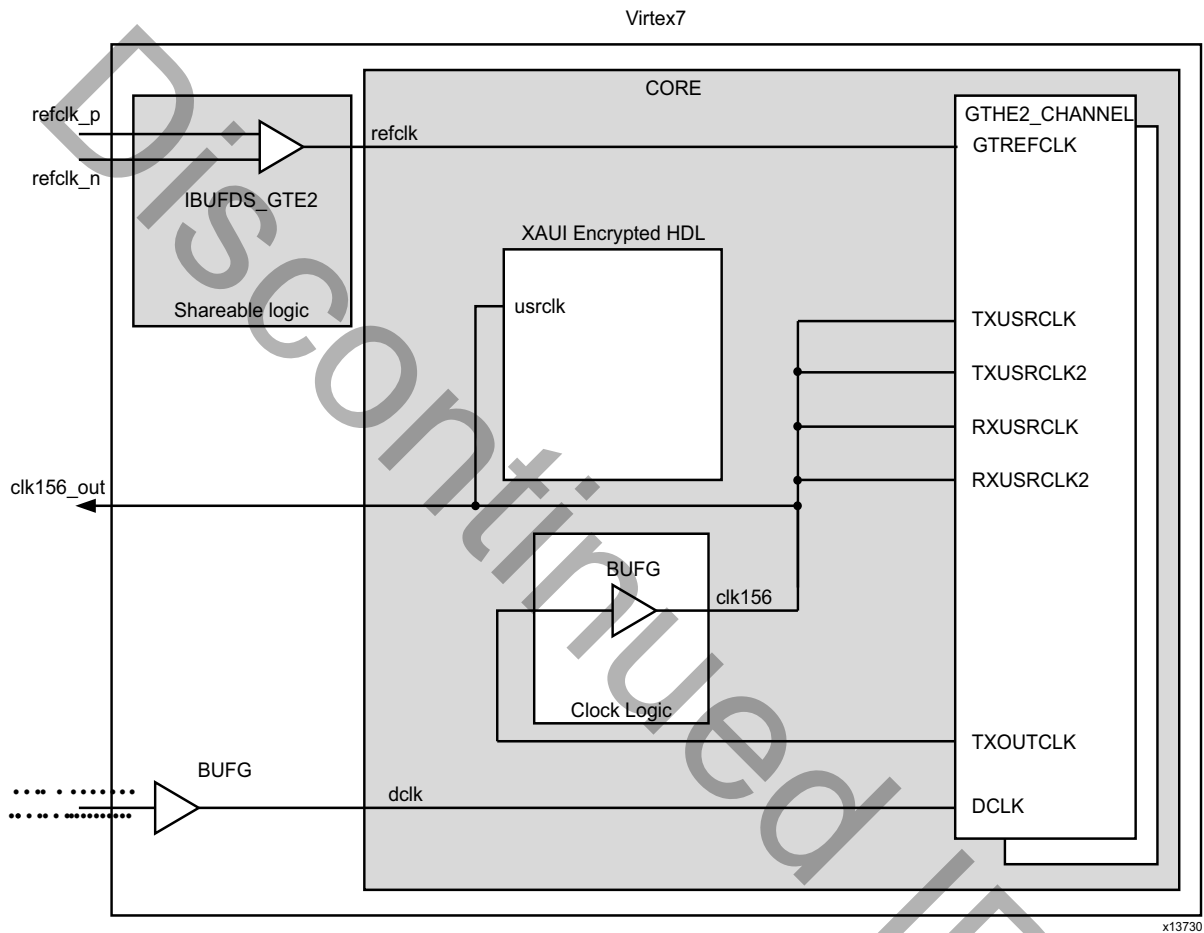 Virtex7
CORE
refclk_p
refclk_n
IBUFDS_GTE2
Shareable logic
refclk
GTHE2_CHANNEL
GTREFCLK
XAUI Encrypted HDL
usrclk
TXUSRCLK
TXUSRCLK2
RXUSRCLK
RXUSRCLK2
clk156_out
BUFG
clk156
Clock Logic
TXOUTCLK
BUFG
dclk
DCLK
x13730
Discontinued IP